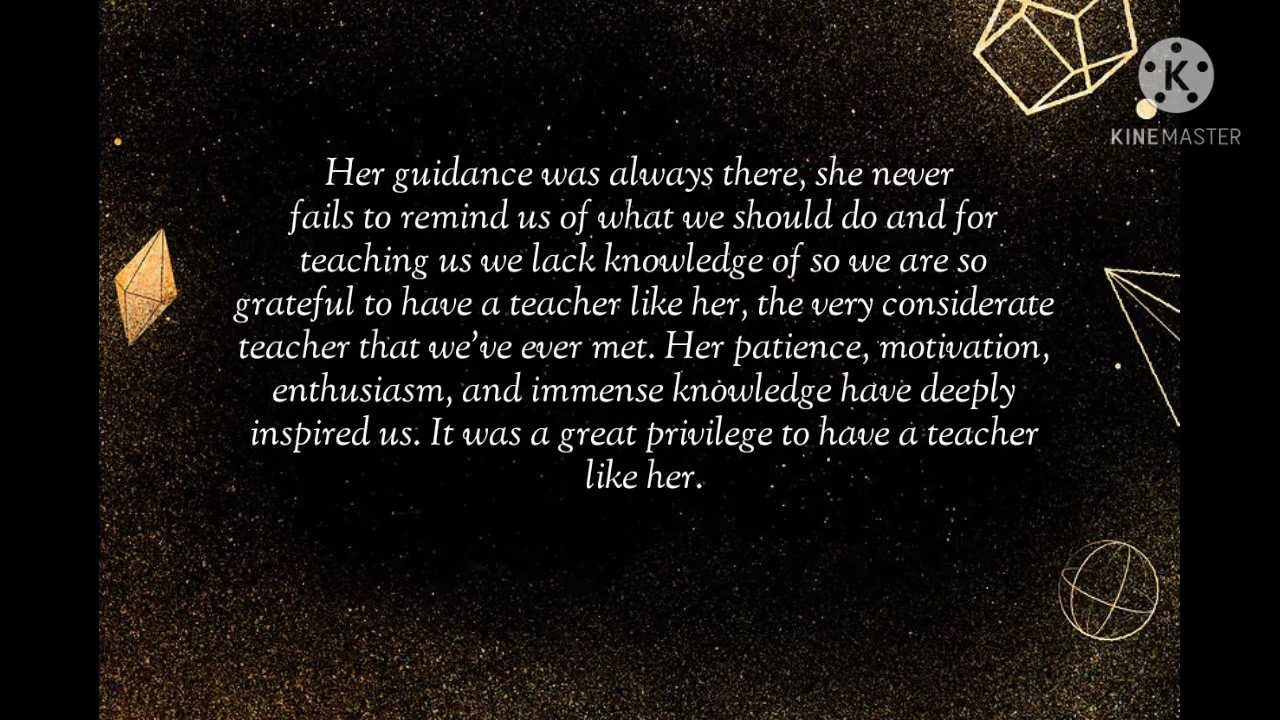 K
KINEMASTER
Her guidance was always there, she never
fails to remind us of what we should do and for
teaching us we lack knowledge of so we are so
grateful to have a teacher like her, the very considerate
teacher that we've ever met. Her patience, motivation,
enthusiasm, and immense knowledge have deeply
inspired us. It was a great privilege to have a teacher
like her.